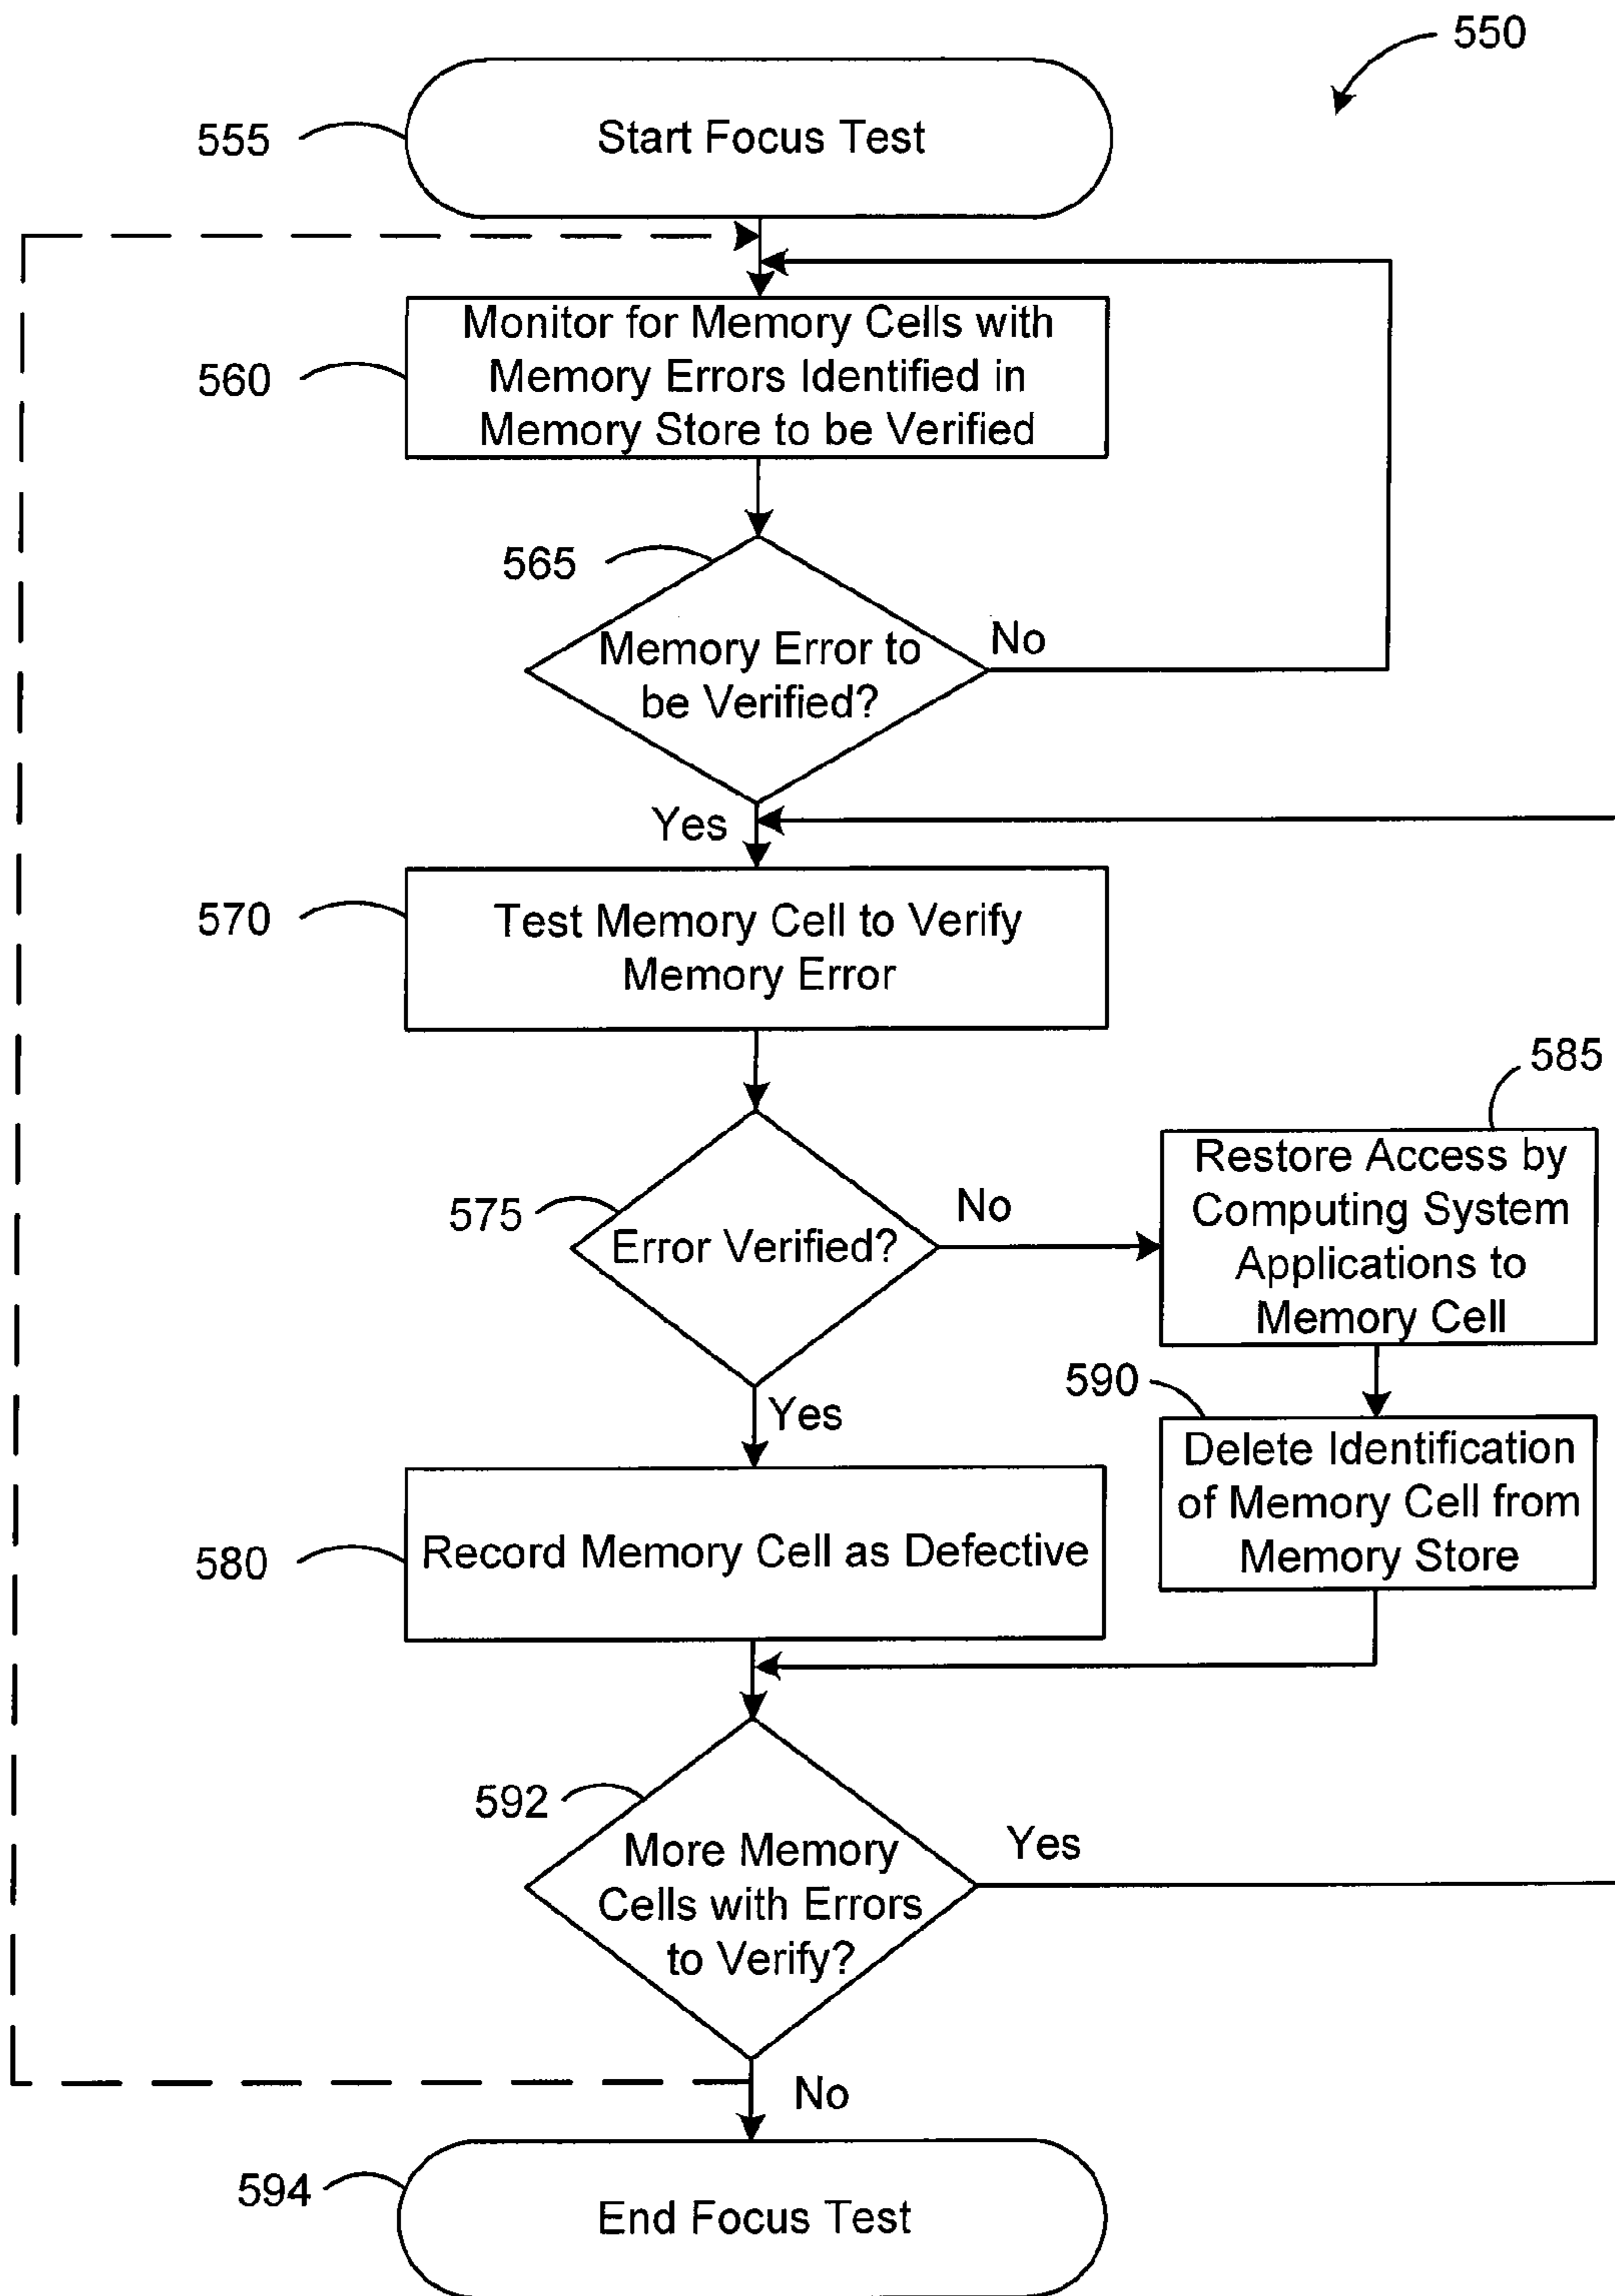 550
555
Start Focus Test
560
Monitor for Memory Cells with
Memory Errors Identified in
Memory Store to be Verified
565
Memory Error to
be Verified?
No
Yes
570
Test Memory Cell to Verify
Memory Error
575
Error Verified?
No
585
Restore Access by
Computing System
Applications to
Memory Cell
Yes
590
Delete Identification
of Memory Cell from
Memory Store
580
Record Memory Cell as Defective
592
More Memory
Cells with Errors
to Verify?
Yes
No
594
End Focus Test